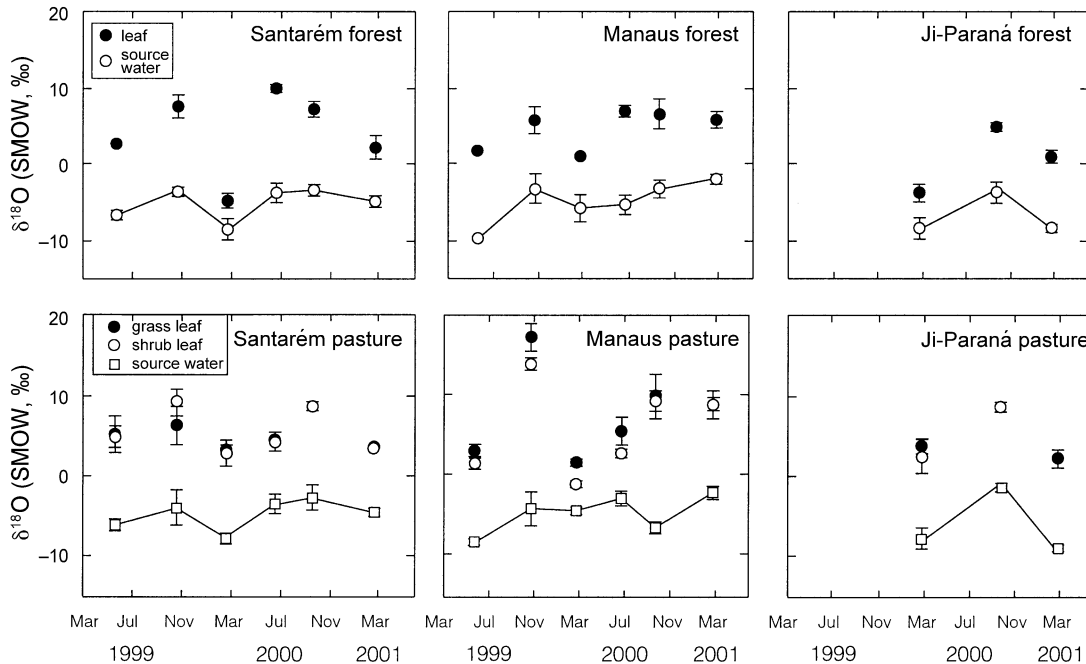 20
10
0
−10
δ18O (SMOW, ‰)
leaf
source
water
Santarém forest
Manaus forest
Ji-Paraná forest
20
10
0
−10
δ18O (SMOW, ‰)
grass leaf
shrub leaf
source water
Santarém pasture
Manaus pasture
Ji-Paraná pasture
Mar Jul Nov Mar Jul Nov Mar
1999 2000 2001
Mar Jul Nov Mar Jul Nov Mar
1999 2000 2001
Mar Jul Nov Mar Jul Nov Mar
1999 2000 2001